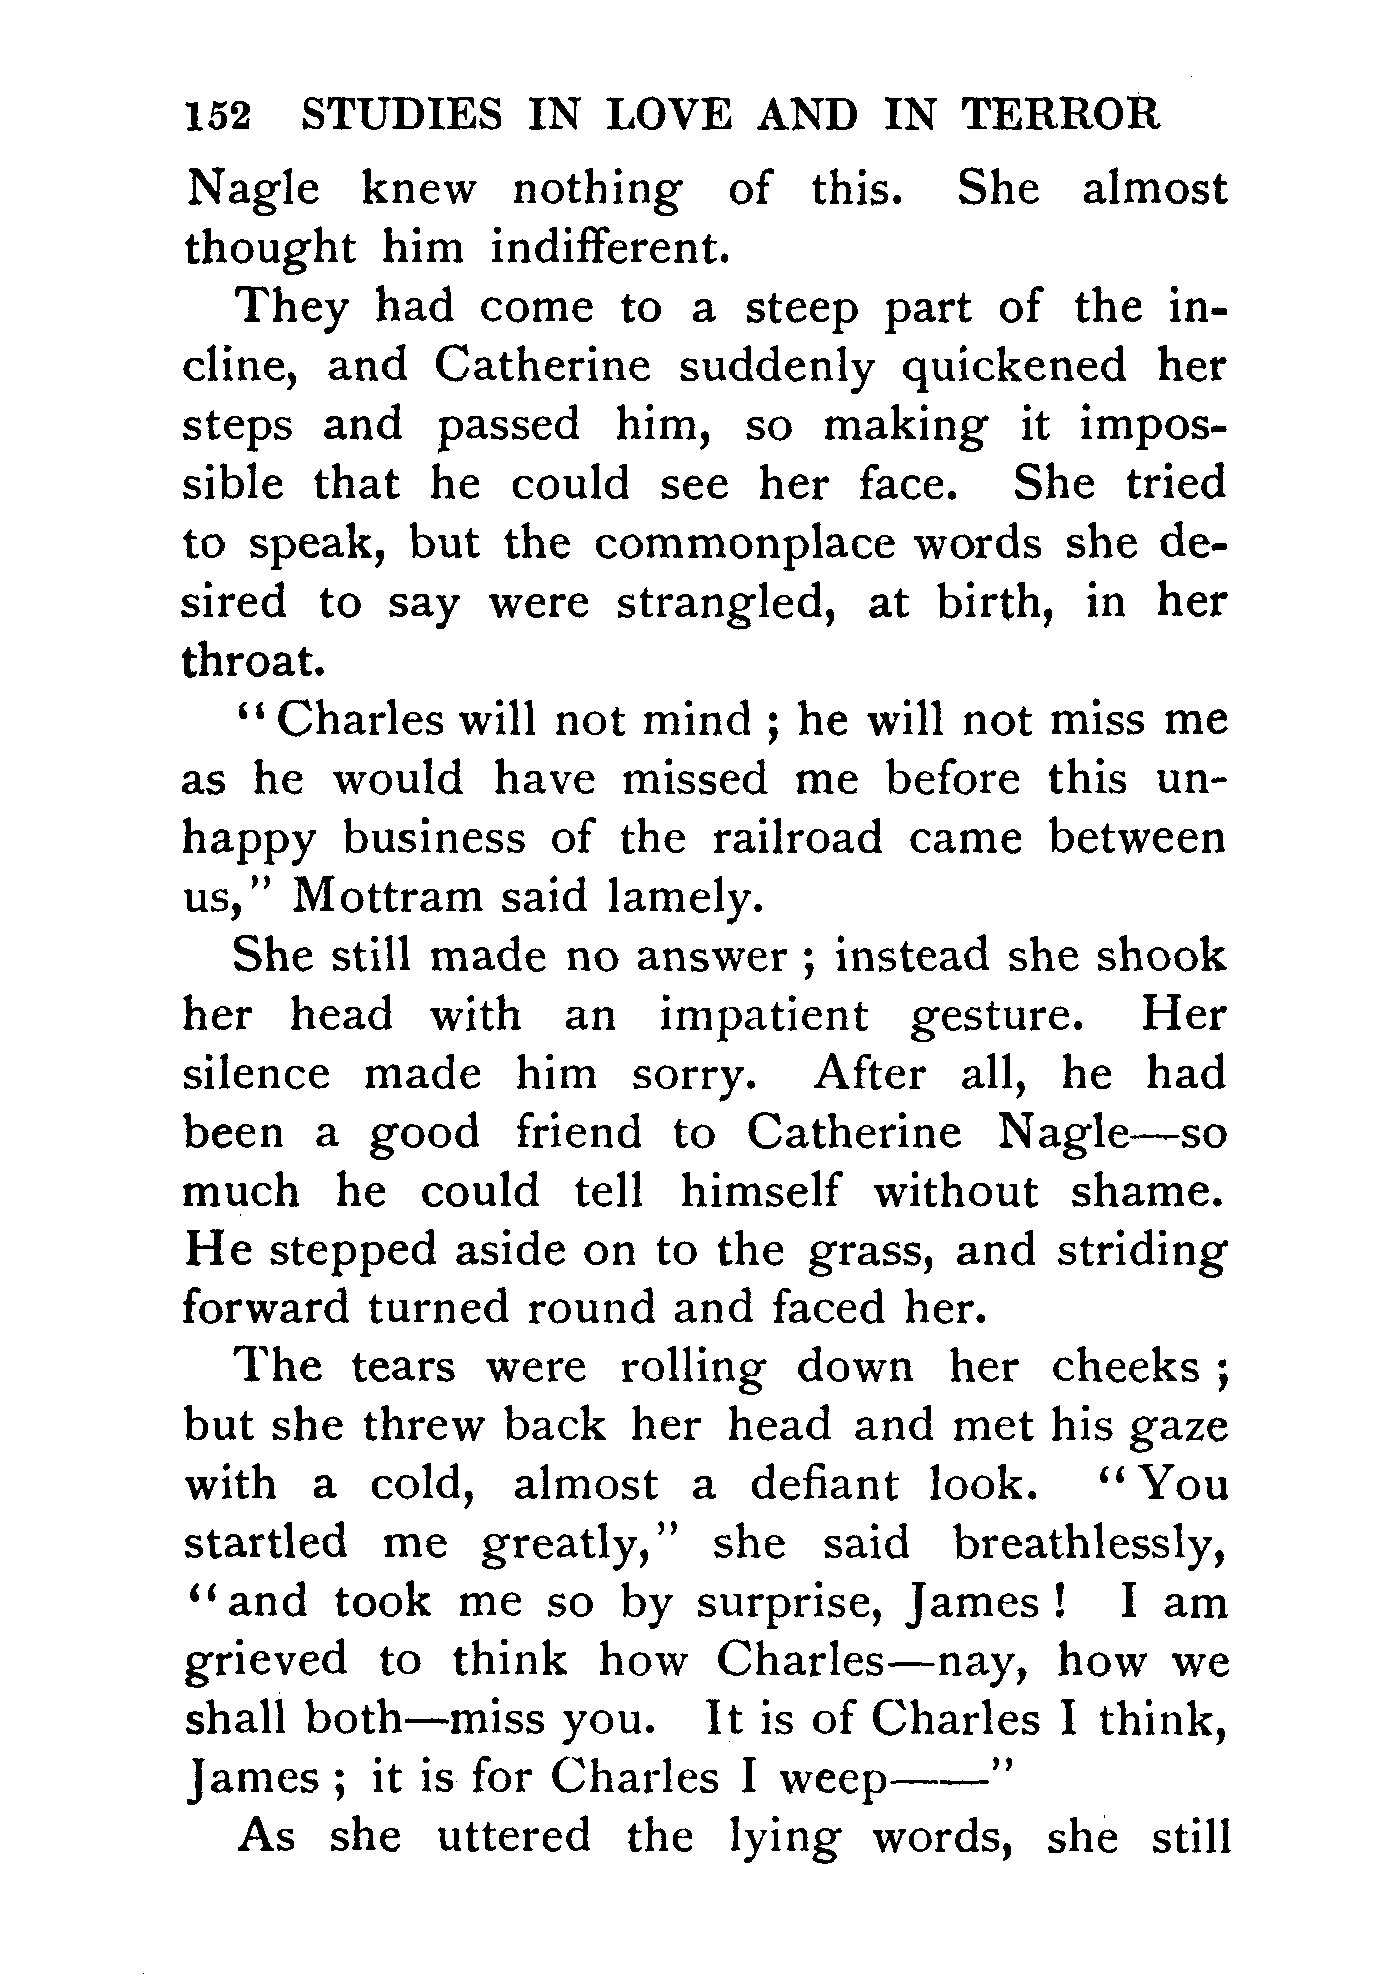 152 STUDIES IN LOVE AND IN TERROR
Nagle knew nothing of this. She almost
thought him indifferent.
They had come to a steep part of the in-
cline, and Catherine suddenly quickened her
steps and passed him, so making it impos-
sible that he could see her face. She tried
to speak, but the commonplace words she de-
sired to say were strangled, at birth, in her
throat.
“Charles will not mind ; he will not miss me
as he would have missed me before this un-
happy business of the railroad came between
us,” Mottram said lamely.
She still made no answer ; instead she shook
her head with an impatient gesture. Her
silence made him sorry. After all, he had
been a good friend to Catherine Nagle—so
much he could tell himself without shame.
He stepped aside on to the grass, and striding
forward turned round and faced her.
The tears were rolling down her cheeks ;
but she threw back her head and met his gaze
with a cold, almost a defiant look. “You
startled me greatly,” she said breathlessly,
“and took me so by surprise, James ! I am
grieved to think how Charles—nay, how we
shall both—miss you. It is of Charles I think,
James ; it is for Charles I weep——”
As she uttered the lying words, she still